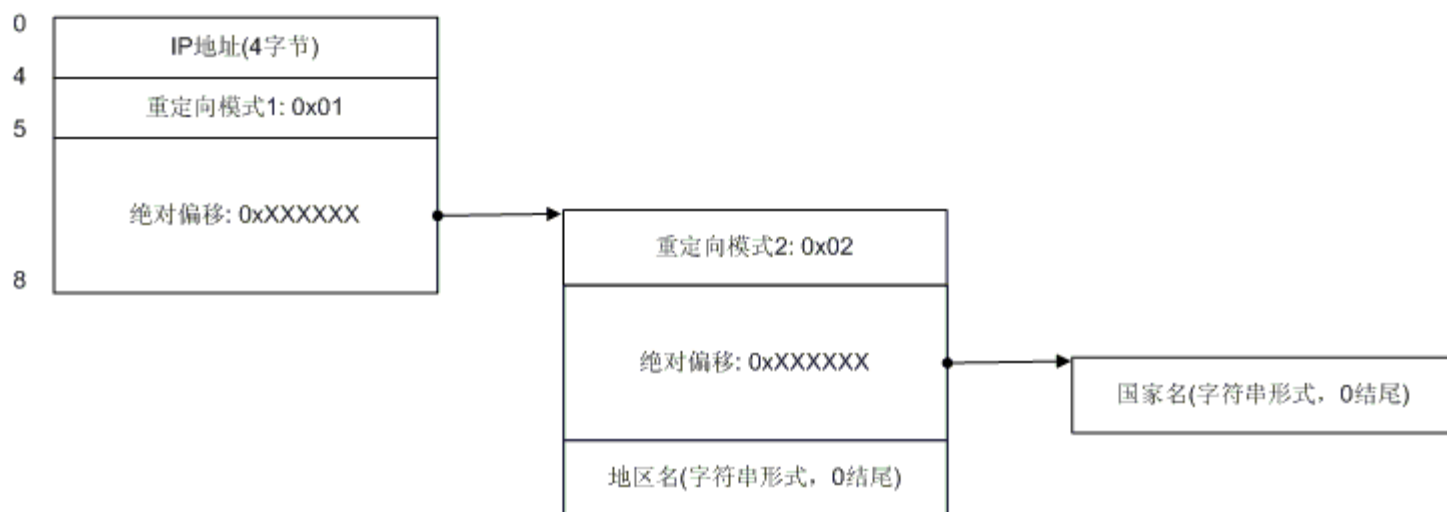 0
IP地址(4字节)
4
重定向模式1: 0x01
5
绝对偏移: 0xXXXXXX
8
重定向模式2: 0x02
绝对偏移: 0xXXXXXX
国家名(字符串形式，0结尾)
地区名(字符串形式，0结尾)